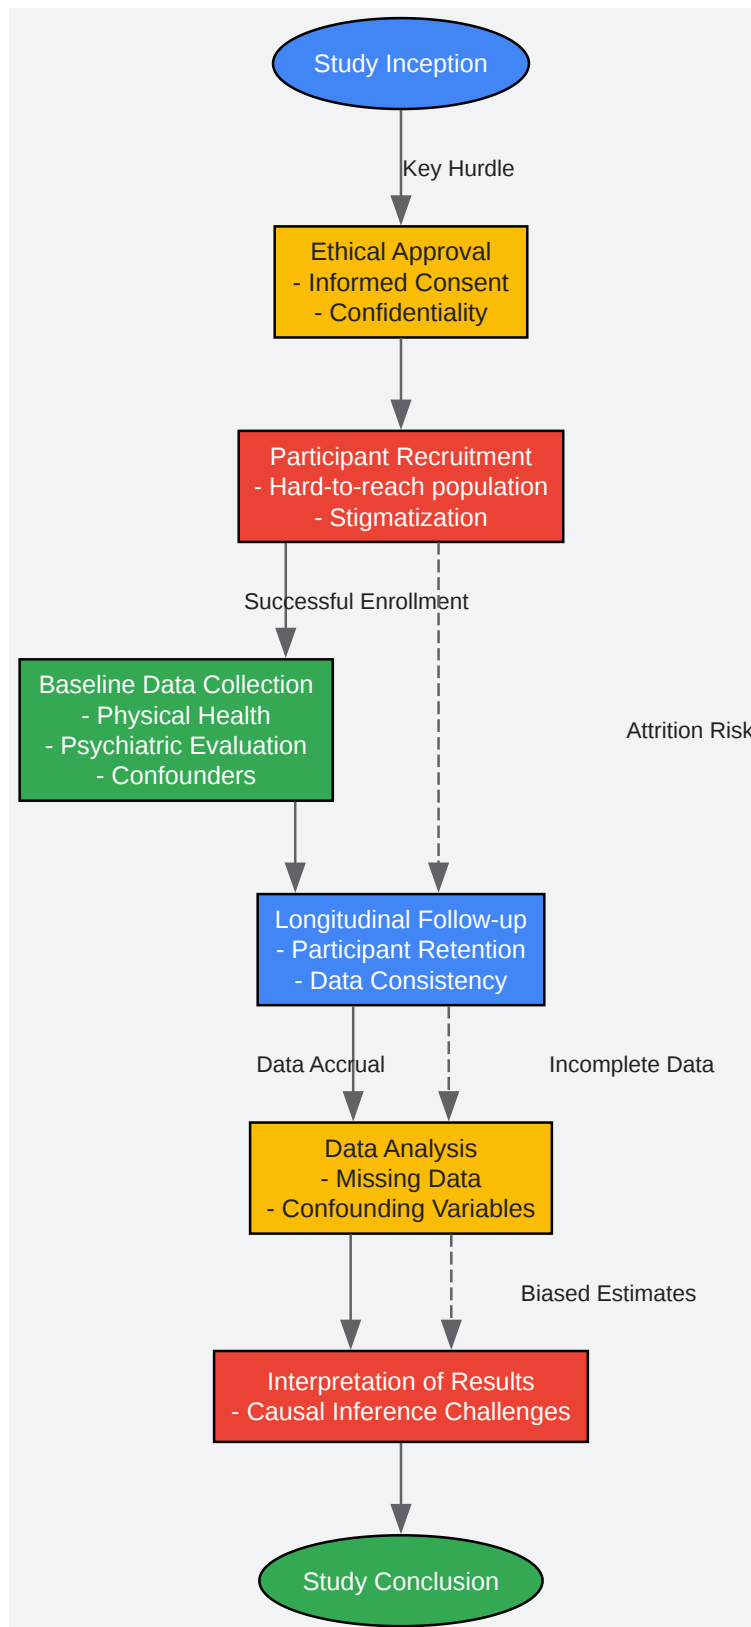 Study Inception
Key Hurdle
Ethical Approval
- Informed Consent
- Confidentiality
Participant Recruitment
- Hard-to-reach population
- Stigmatization
Successful Enrollment
Baseline Data Collection
- Physical Health
- Psychiatric Evaluation
- Confounders
Attrition Risk
Longitudinal Follow-up
- Participant Retention
- Data Consistency
Data Accrual
Incomplete Data
Data Analysis
- Missing Data
- Confounding Variables
Biased Estimates
Interpretation of Results
- Causal Inference Challenges
Study Conclusion